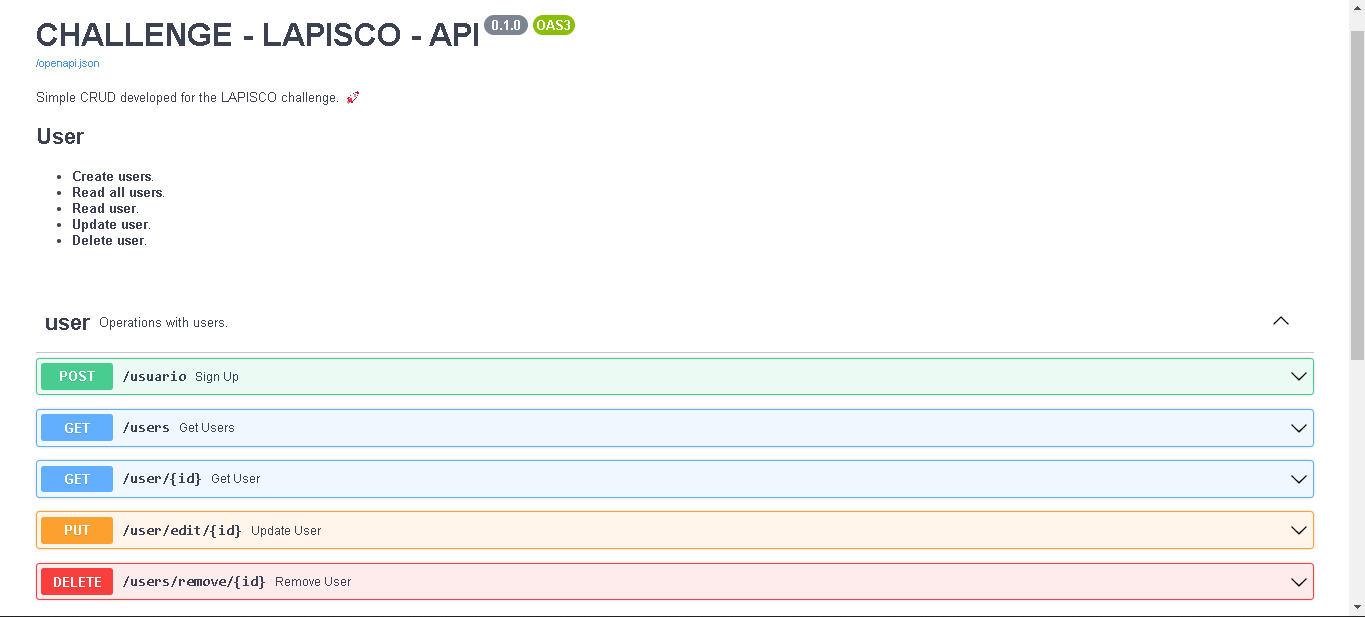 CHALLENGE - LAPISCO - API 0.1.0 OAS3
/openapi.json
Simple CRUD developed for the LAPISCO challenge. 🚀
User
• Create users.
• Read all users.
• Read user.
• Update user.
• Delete user.
user Operations with users.
POST /usuario Sign Up
GET /users Get Users
GET /user/{id} Get User
PUT /user/edit/{id} Update User
DELETE /users/remove/{id} Remove User